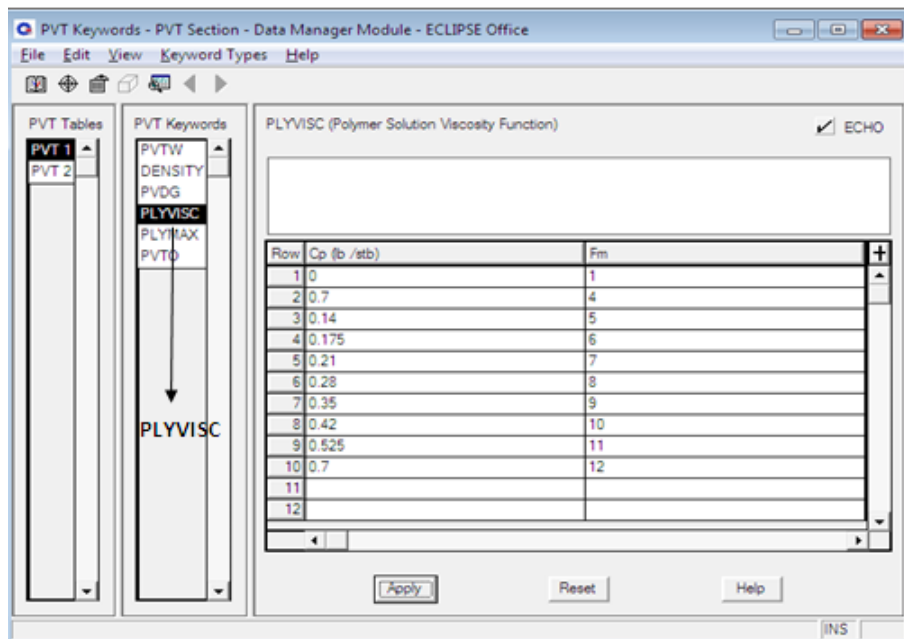 PVT Keywords - PVT Section - Data Manager Module - ECLIPSE Office
File Edit View Keyword Types Help
PVT Tables
PVT 1
PVT 2
PVT Keywords
PVTW
DENSITY
PVDG
PLYVISC
PLYMAX
PVTO
PLYVISC
PLYVISC (Polymer Solution Viscosity Function)
ECHO
Row Cp (lb /stb) Fm
1 0 1
2 0.7 4
3 0.14 5
4 0.175 6
5 0.21 7
6 0.28 8
7 0.35 9
8 0.42 10
9 0.525 11
10 0.7 12
11
12
Apply Reset Help
INS